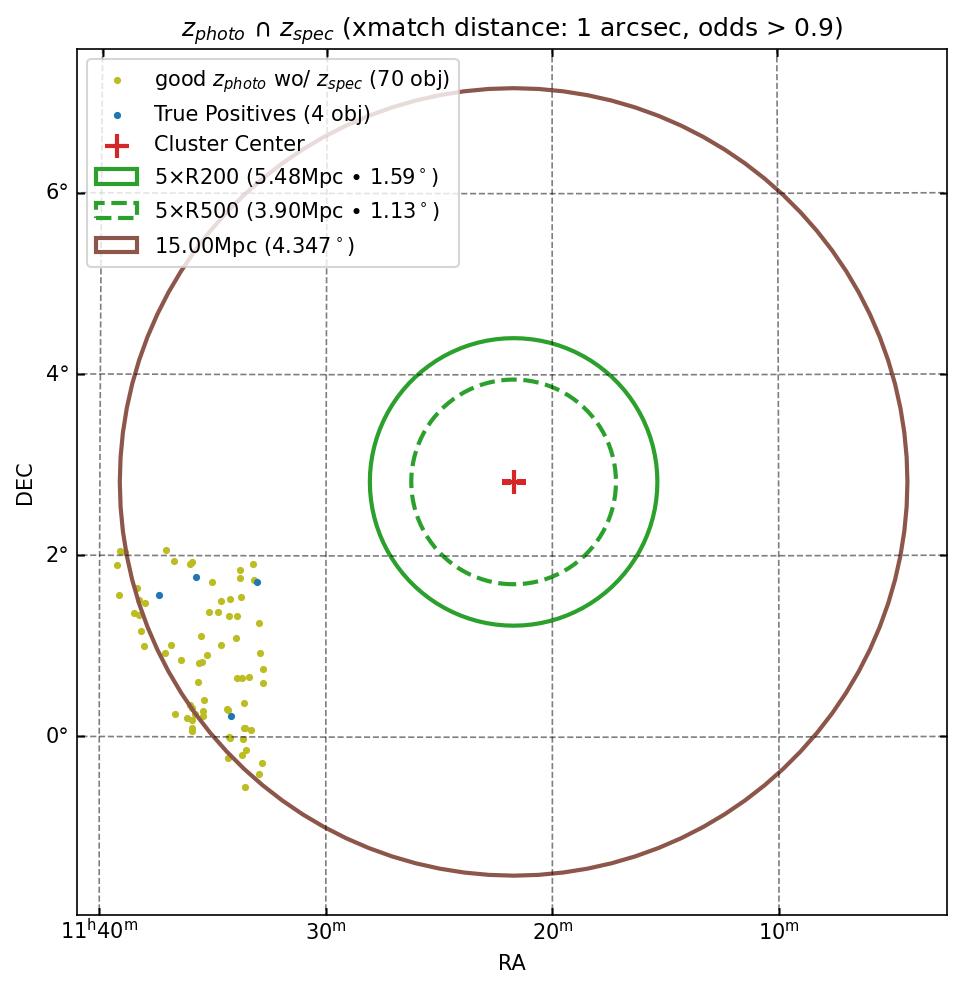 z_photo ∩ z_spec (xmatch distance: 1 arcsec, odds > 0.9)
good z_photo wo/ z_spec (70 obj)
True Positives (4 obj)
Cluster Center
5×R200 (5.48Mpc • 1.59°)
5×R500 (3.90Mpc • 1.13°)
15.00Mpc (4.347°)
6°
4°
2°
0°
DEC
11ʰ40ᵐ
30ᵐ
20ᵐ
10ᵐ
RA